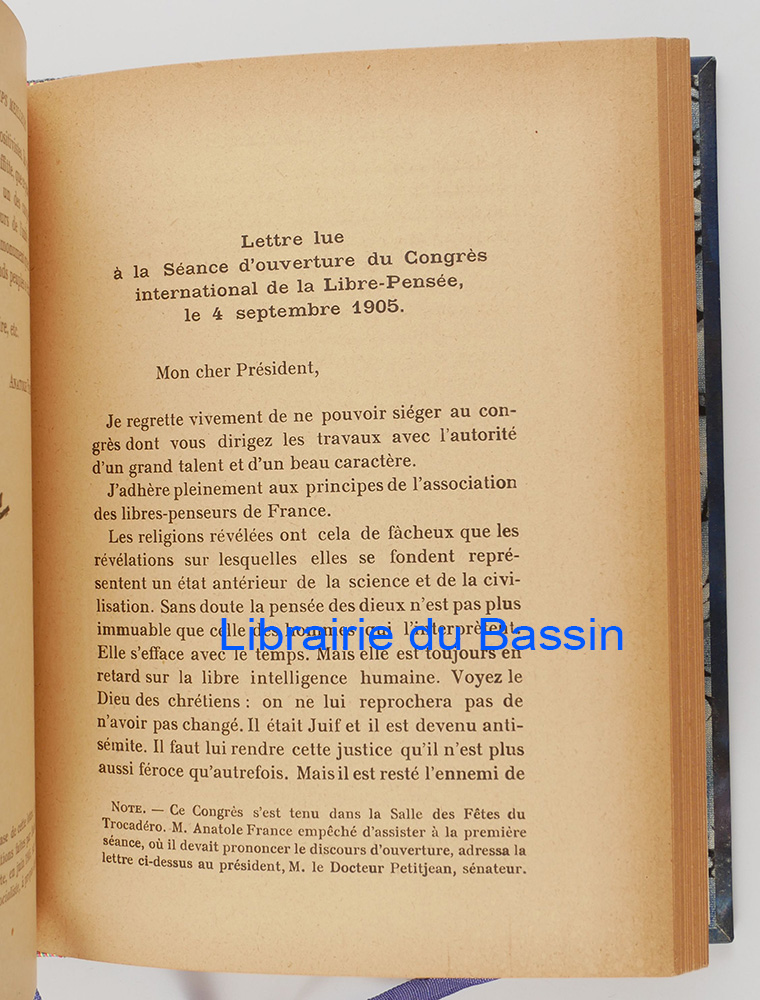 Lettre lue
à la Séance d'ouverture du Congrès
international de la Libre-Pensée,
le 4 septembre 1905.
Mon cher Président,
Je regrette vivement de ne pouvoir siéger au con-
grès dont vous dirigez les travaux avec l'autorité
d'un grand talent et d'un beau caractère.
J'adhère pleinement aux principes de l'association
des libres-penseurs de France.
Les religions révélées ont cela de fâcheux que les
révélations sur lesquelles elles se fondent repré-
sentent un état antérieur de la science et de la civi-
lisation. Sans doute la pensée des dieux n'est pas plus
immuable que celle des hommes qui l'interprètent.
Librairie du Bassin
Elle s'efface avec le temps. Mais elle est toujours en
retard sur la libre intelligence humaine. Voyez le
Dieu des chrétiens : on ne lui reprochera pas de
n'avoir pas changé. Il était Juif et il est devenu anti-
sémite. Il faut lui rendre cette justice qu'il n'est plus
aussi féroce qu'autrefois. Mais il est resté l'ennemi de
NOTE. — Ce Congrès s'est tenu dans la Salle des Fêtes du
Trocadéro. M. Anatole France empêché d'assister à la première
séance, où il devait prononcer le discours d'ouverture, adressa la
lettre ci-dessus au président, M. le Docteur Petitjean, sénateur.